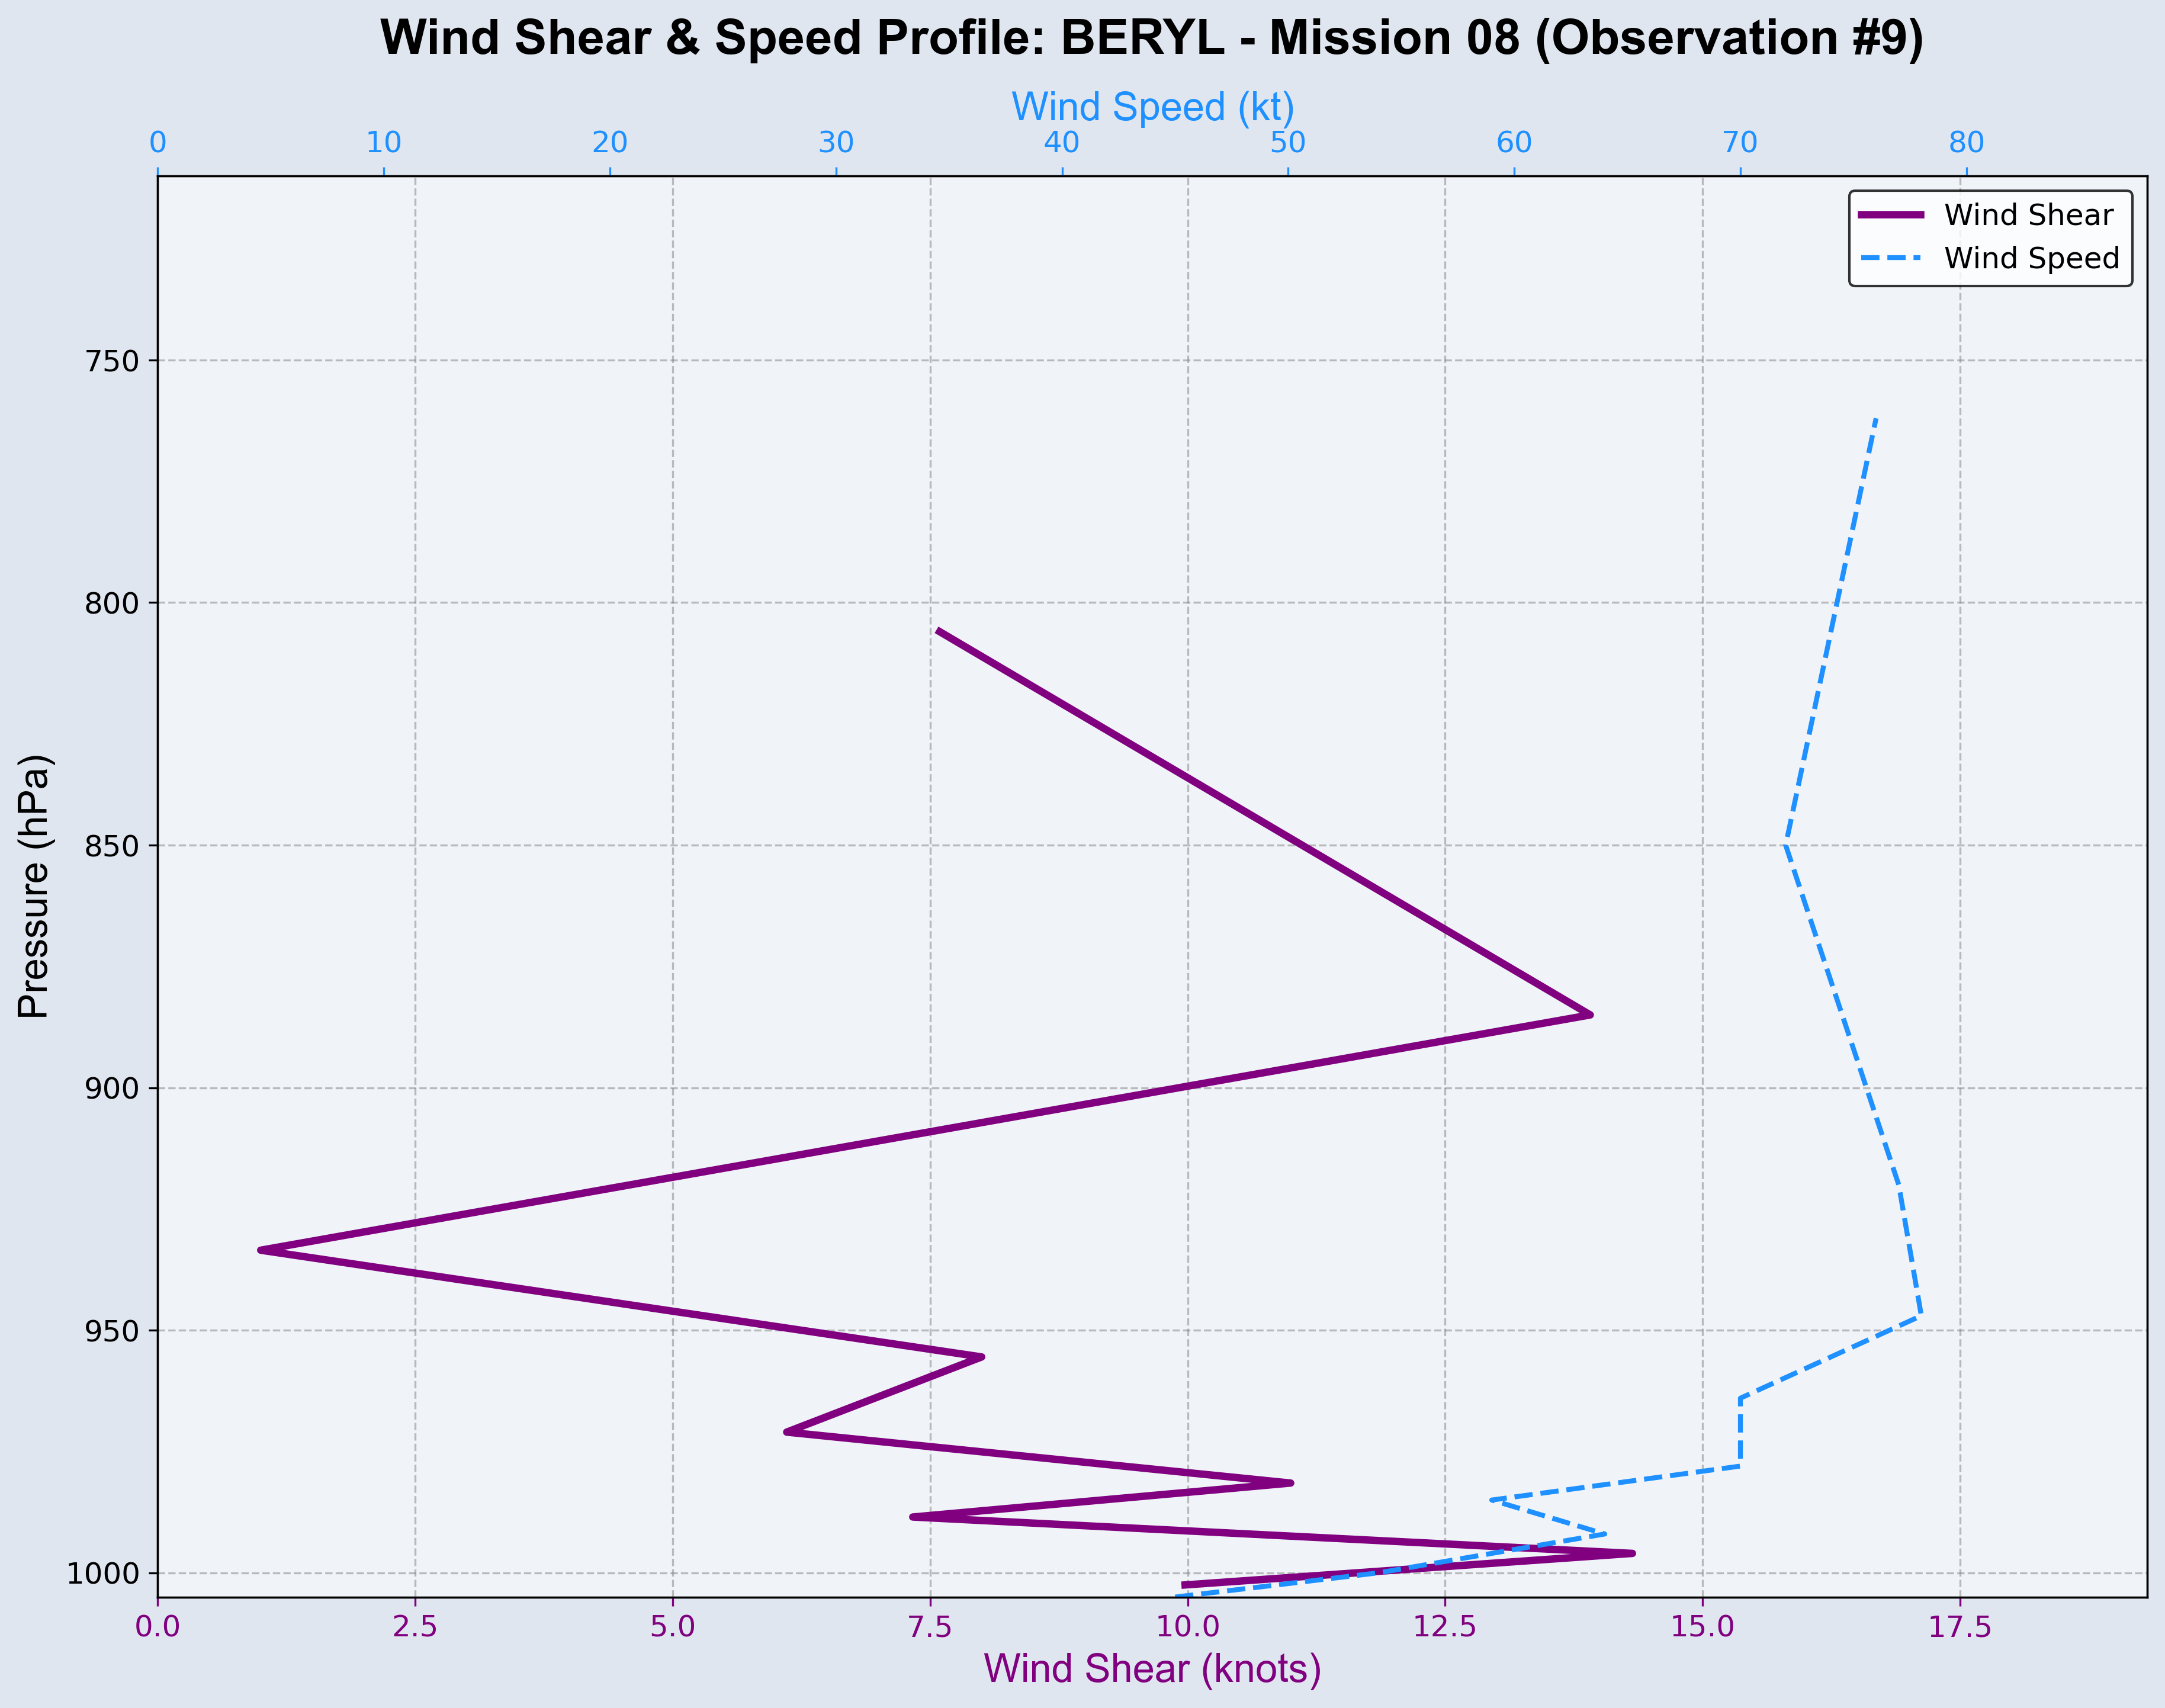 Wind Shear & Speed Profile: BERYL - Mission 08 (Observation #9)
Wind Speed (kt)
0 10 20 30 40 50 60 70 80
Wind Shear
Wind Speed
Pressure (hPa)
750
800
850
900
950
1000
0.0 2.5 5.0 7.5 10.0 12.5 15.0 17.5
Wind Shear (knots)